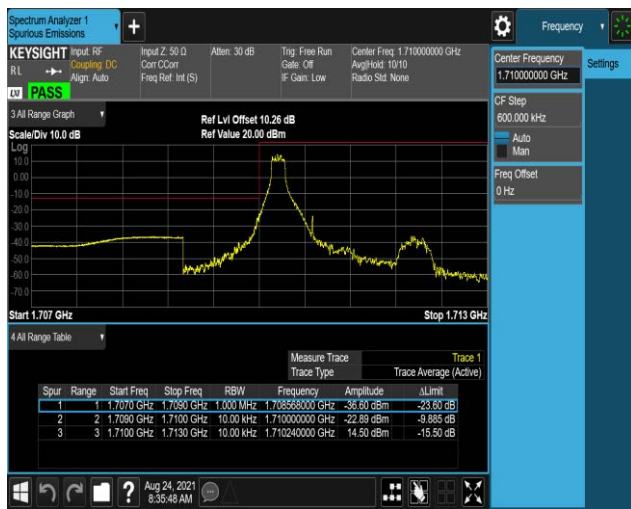 Spectrum Analyzer 1
Spurious Emissions
Frequency
KEYSIGHT Input: RF Input Z: 50 Ω Atten: 30 dB Trig: Free Run Center Freq: 1.710000000 GHz
RL Coupling: DC Corr CCorr Gate: Off Avg|Hold: 10/10
Align: Auto Freq Ref: Int (S) IF Gain: Low Radio Std: None
LXI PASS
Center Frequency
1.710000000 GHz
Settings
CF Step
600.000 kHz
Auto
Man
Freq Offset
0 Hz
3 All Range Graph
Ref Lvl Offset 10.26 dB
Scale/Div 10.0 dB Ref Value 20.00 dBm
Log
10.0
0.00
-10.0
-20.0
-30.0
-40.0
-50.0
-60.0
-70.0
Start 1.707 GHz Stop 1.713 GHz
4 All Range Table
Measure Trace Trace 1
Trace Type Trace Average (Active)
Spur Range Start Freq Stop Freq RBW Frequency Amplitude ΔLimit
1 1 1.7070 GHz 1.7090 GHz 1.000 MHz 1.708568000 GHz -36.60 dBm -23.60 dB
2 2 1.7090 GHz 1.7100 GHz 10.00 kHz 1.710000000 GHz -22.89 dBm -9.885 dB
3 3 1.7100 GHz 1.7130 GHz 10.00 kHz 1.710240000 GHz 14.50 dBm -15.50 dB
Aug 24, 2021
8:35:48 AM